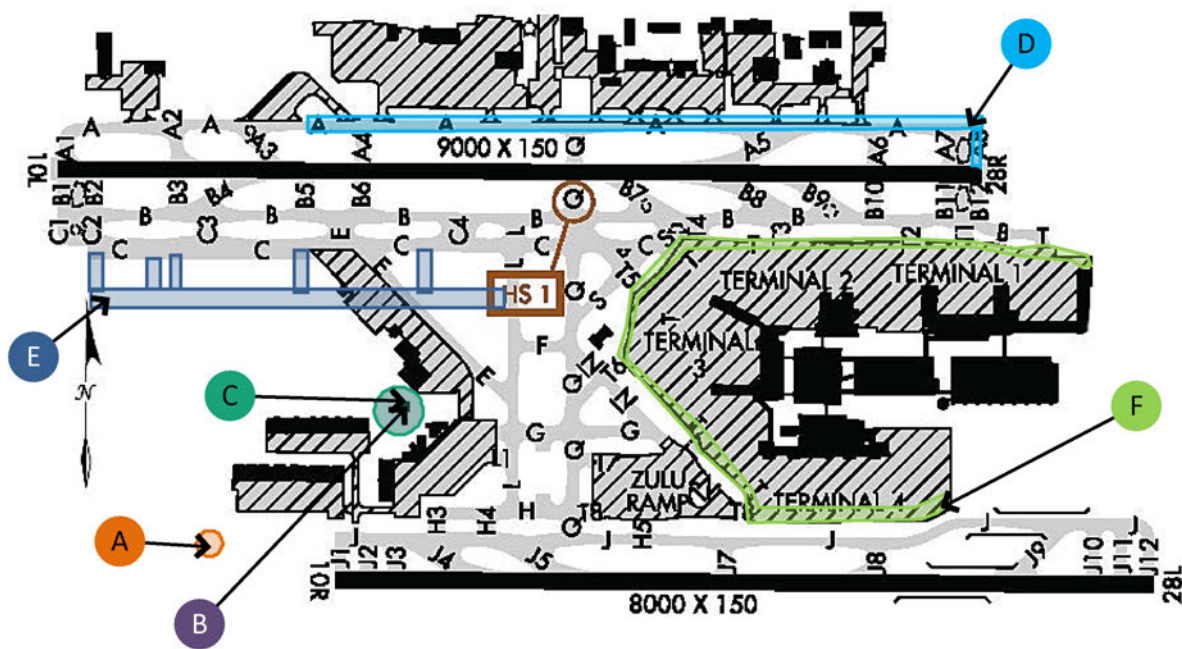 D
A A2 A A3 A A4 A Q A A5 A A6 A7
A1 9000 X 150
10L 28R
B1 B2 B3 B4 B5 B6 Q B7 B8 B9 B10 B11 B12
B B B B B B B
C1 C2 C3 C4 L S T
C C C C C
E E E L
TERMINAL 2 TERMINAL 1
HS 1 Q S T5
E
F TERMINAL
3
T6
N
C
Q N N
F
B
G G
L1 L
ZULU
RAMP
TERMINAL 4
A
H3 H4 H T8 Q J H5
J1 J2 J3 J4 J5 J7 J J8 J J9 J10 J11 J12
J
10R 28L
8000 X 150